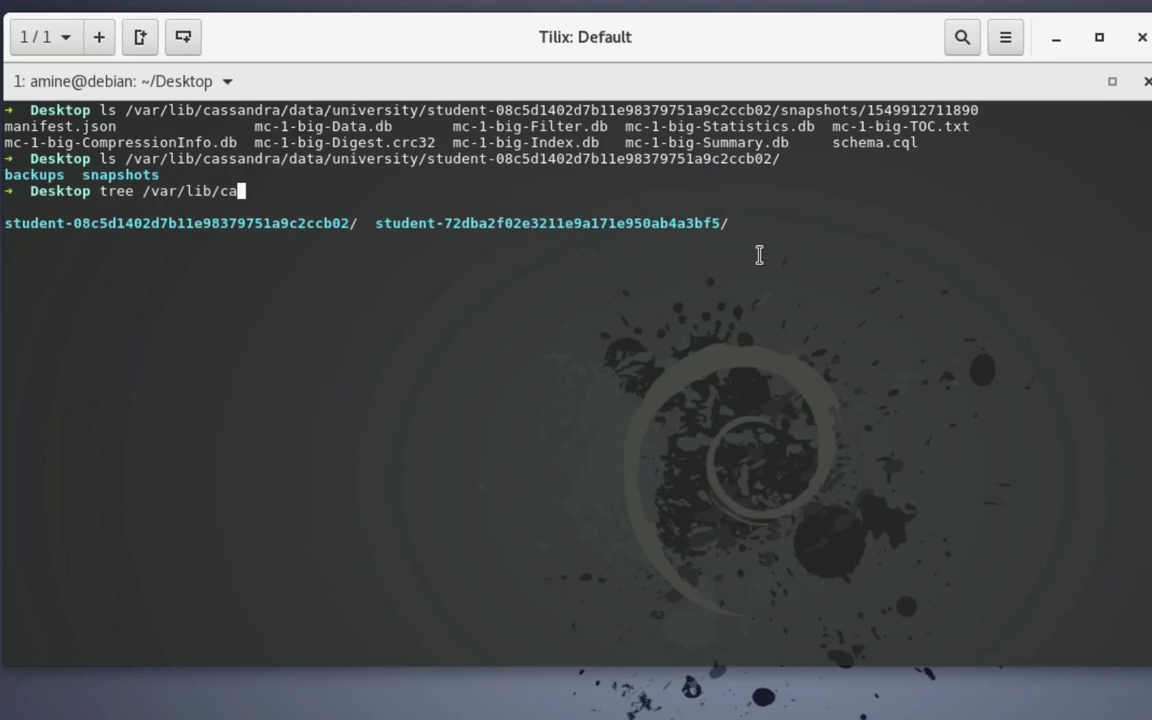 1 / 1
Tilix: Default
1: amine@debian: ~/Desktop
➜ Desktop ls /var/lib/cassandra/data/university/student-08c5d1402d7b11e98379751a9c2ccb02/snapshots/1549912711890
manifest.json mc-1-big-Data.db mc-1-big-Filter.db mc-1-big-Statistics.db mc-1-big-TOC.txt
mc-1-big-CompressionInfo.db mc-1-big-Digest.crc32 mc-1-big-Index.db mc-1-big-Summary.db schema.cql
➜ Desktop ls /var/lib/cassandra/data/university/student-08c5d1402d7b11e98379751a9c2ccb02/
backups snapshots
➜ Desktop tree /var/lib/ca
student-08c5d1402d7b11e98379751a9c2ccb02/ student-72dba2f02e3211e9a171e950ab4a3bf5/